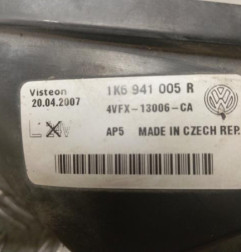 Visteon 1K6 941 005 R
20.04.2007 4VFX-13006-CA
AP5 MADE IN CZECH REP.